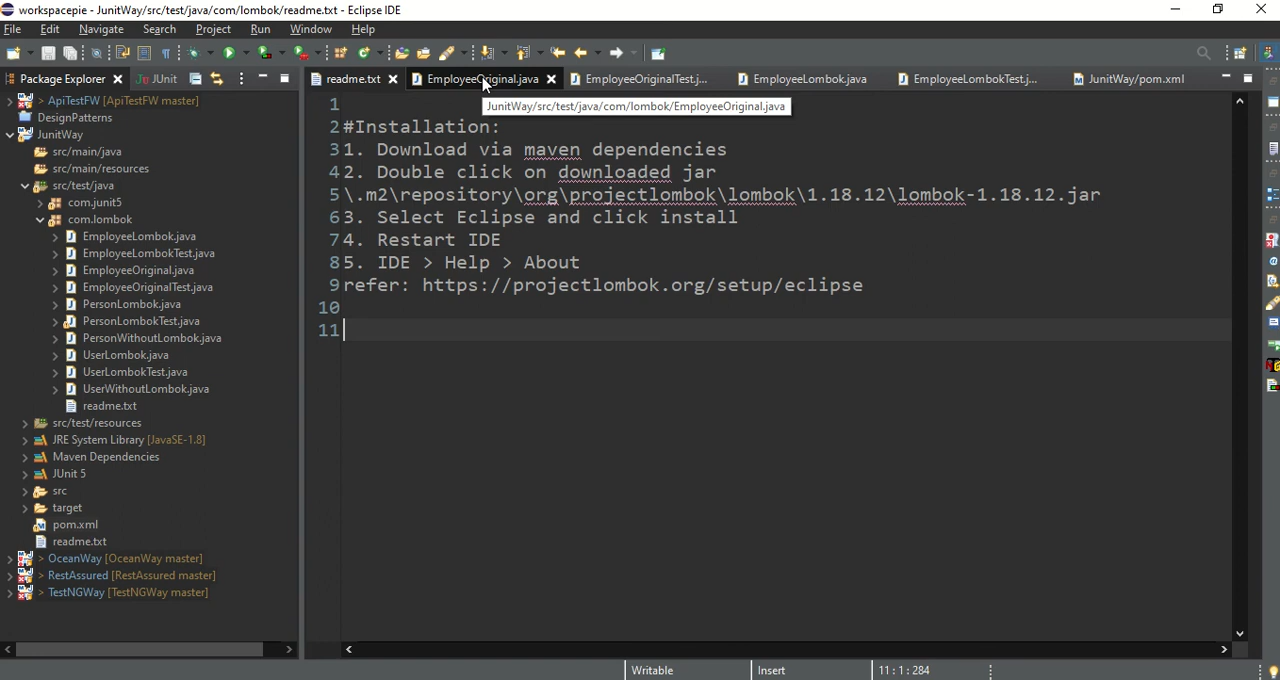 workspacepie - JunitWay/src/test/java/com/lombok/readme.txt - Eclipse IDE
File Edit Navigate Search Project Run Window Help
Package Explorer JUnit
readme.txt EmployeeOriginal.java EmployeeOriginalTest.j... EmployeeLombok.java EmployeeLombokTest.j... JunitWay/pom.xml
JunitWay/src/test/java/com/lombok/EmployeeOriginal.java
> ApiTestFW [ApiTestFW master]
DesignPatterns
JunitWay
src/main/java
src/main/resources
src/test/java
com.junit5
com.lombok
EmployeeLombok.java
EmployeeLombokTest.java
EmployeeOriginal.java
EmployeeOriginalTest.java
PersonLombok.java
PersonLombokTest.java
PersonWithoutLombok.java
UserLombok.java
UserLombokTest.java
UserWithoutLombok.java
readme.txt
src/test/resources
JRE System Library [JavaSE-1.8]
Maven Dependencies
JUnit 5
src
target
pom.xml
readme.txt
> OceanWay [OceanWay master]
> RestAssured [RestAssured master]
> TestNGWay [TestNGWay master]
1
2 #Installation:
3 1. Download via maven dependencies
4 2. Double click on downloaded jar
5 \.m2\repository\org\projectlombok\lombok\1.18.12\lombok-1.18.12.jar
6 3. Select Eclipse and click install
7 4. Restart IDE
8 5. IDE > Help > About
9 refer: https://projectlombok.org/setup/eclipse
10
11
Writable Insert 11 : 1 : 284